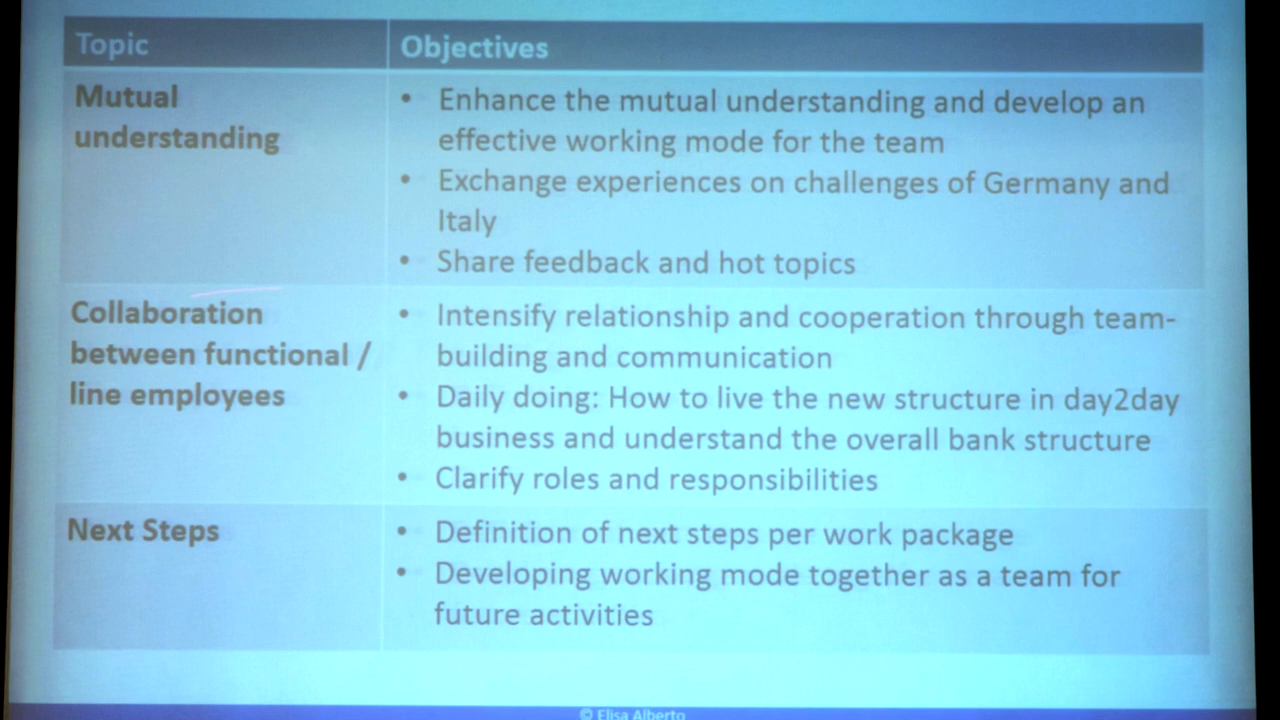 Topic
Objectives
Mutual
understanding
• Enhance the mutual understanding and develop an
effective working mode for the team
• Exchange experiences on challenges of Germany and
Italy
• Share feedback and hot topics
Collaboration
between functional /
line employees
• Intensify relationship and cooperation through team-
building and communication
• Daily doing: How to live the new structure in day2day
business and understand the overall bank structure
• Clarify roles and responsibilities
Next Steps
• Definition of next steps per work package
• Developing working mode together as a team for
future activities
© Elisa Alberto